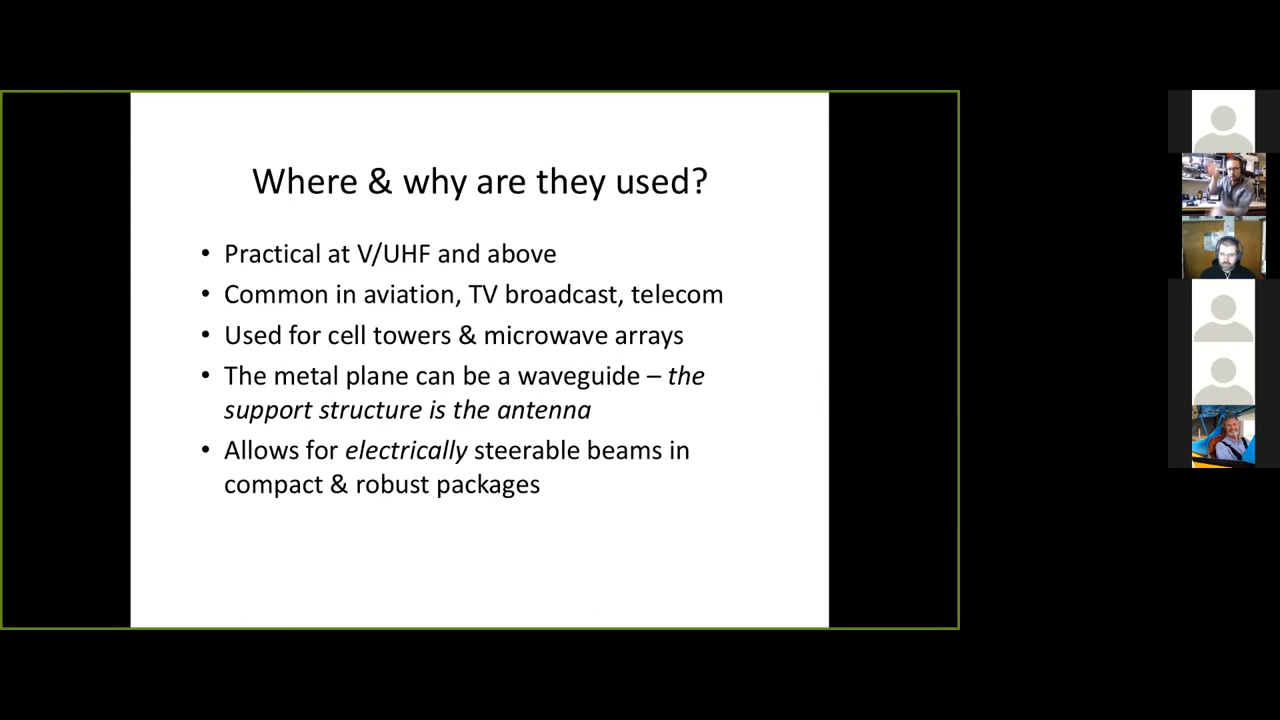 Where & why are they used?
• Practical at V/UHF and above
• Common in aviation, TV broadcast, telecom
• Used for cell towers & microwave arrays
• The metal plane can be a waveguide – the
support structure is the antenna
• Allows for electrically steerable beams in
compact & robust packages